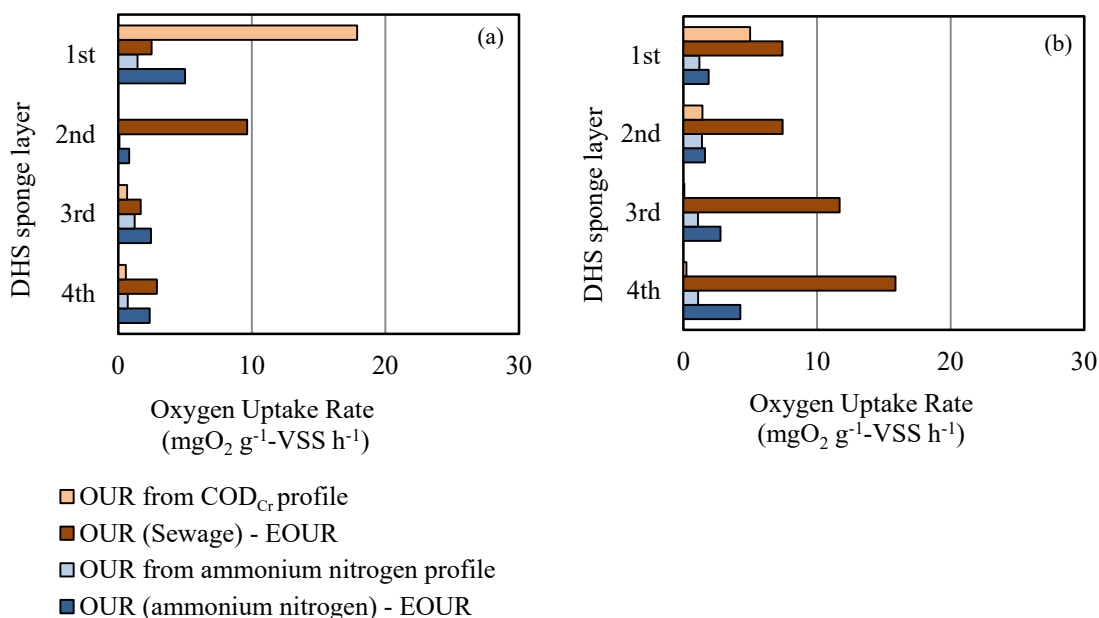 (a)
DHS sponge layer
1st
2nd
3rd
4th
0 10 20 30
Oxygen Uptake Rate
(mgO₂ g⁻¹-VSS h⁻¹)
(b)
DHS sponge layer
1st
2nd
3rd
4th
0 10 20 30
Oxygen Uptake Rate
(mgO₂ g⁻¹-VSS h⁻¹)
OUR from COD_Cr profile
OUR (Sewage) - EOUR
OUR from ammonium nitrogen profile
OUR (ammonium nitrogen) - EOUR